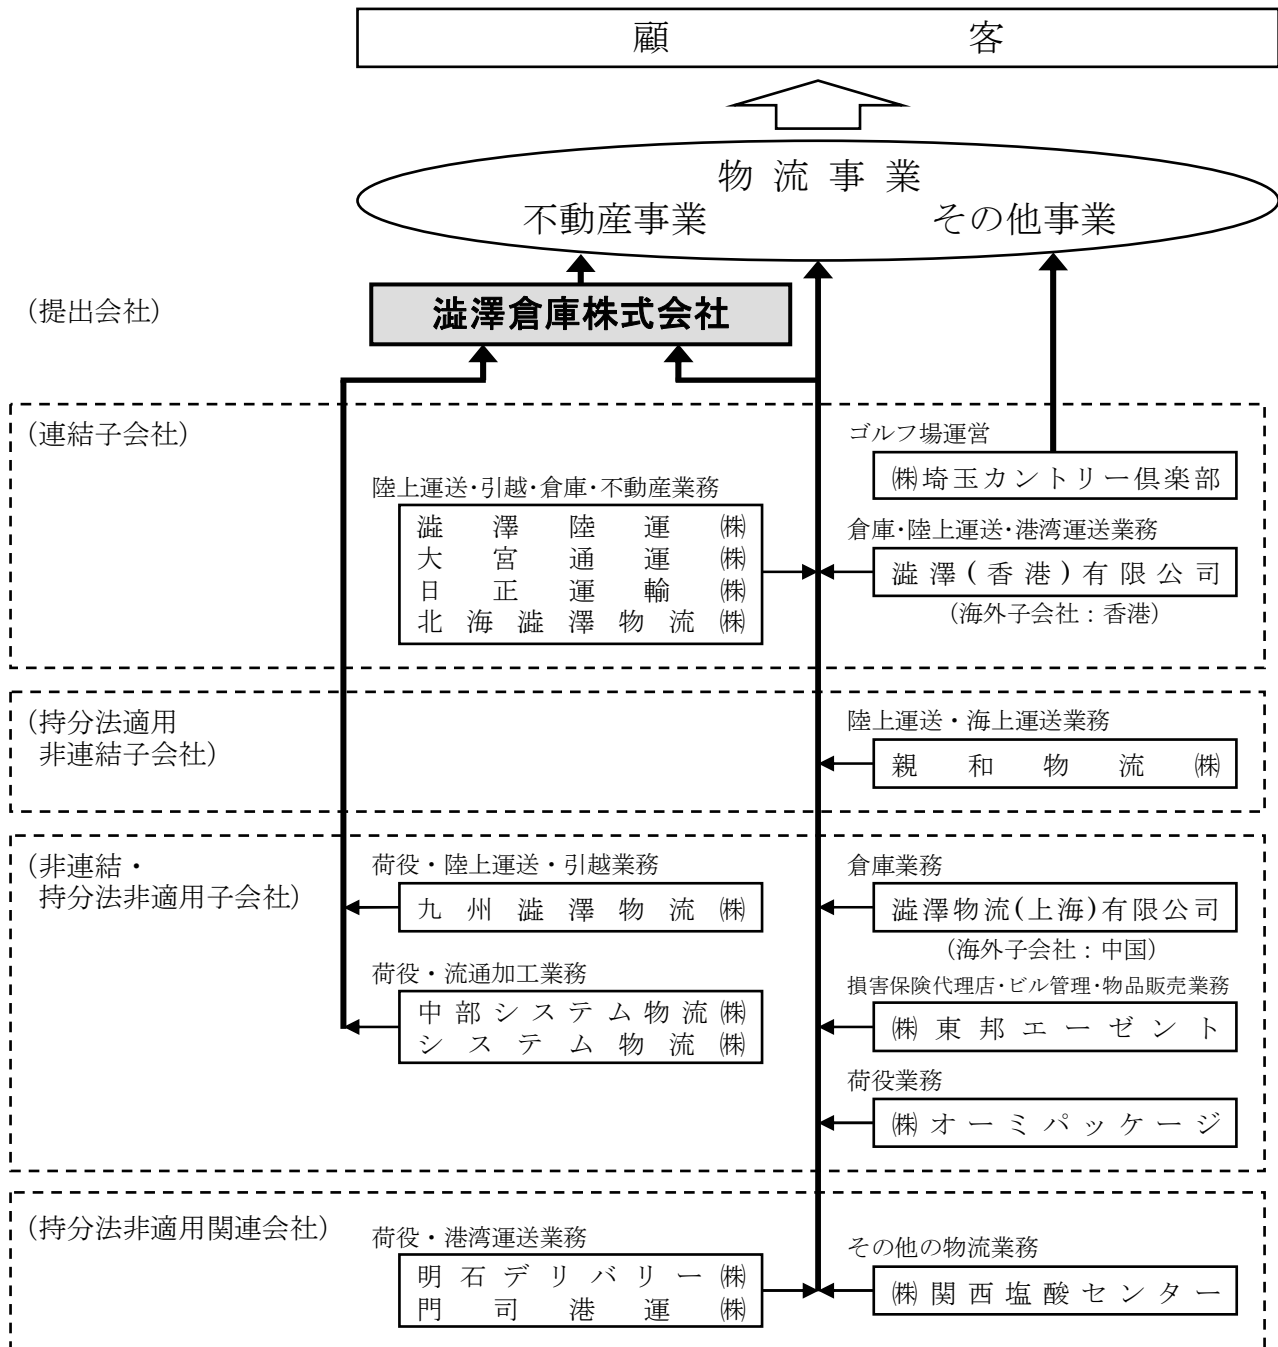 顧客
物流事業
不動産事業 その他事業
(提出会社)
澁澤倉庫株式会社
(連結子会社)
ゴルフ場運営
㈱埼玉カントリー倶楽部
陸上運送・引越・倉庫・不動産業務
澁澤陸運㈱
大宮通運㈱
日正運輸㈱
北海澁澤物流㈱
倉庫・陸上運送・港湾運送業務
澁澤(香港)有限公司
(海外子会社:香港)
(持分法適用
非連結子会社)
陸上運送・海上運送業務
親和物流㈱
(非連結・
持分法非適用子会社)
荷役・陸上運送・引越業務
九州澁澤物流㈱
倉庫業務
澁澤物流(上海)有限公司
(海外子会社:中国)
荷役・流通加工業務
中部システム物流㈱
システム物流㈱
損害保険代理店・ビル管理・物品販売業務
㈱東邦エーゼント
荷役業務
㈱オーミパッケージ
(持分法非適用関連会社)
荷役・港湾運送業務
明石デリバリー㈱
門司港運㈱
その他の物流業務
㈱関西塩酸センター